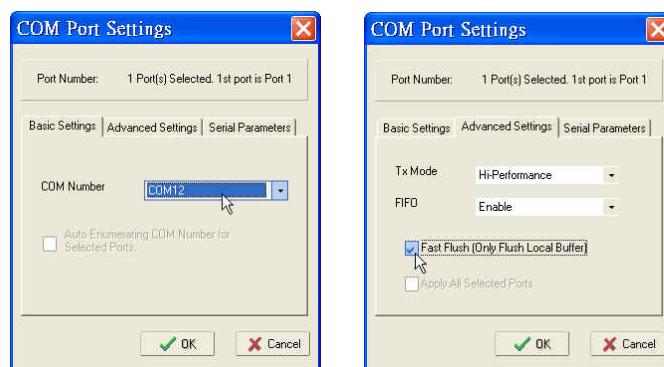 COM Port Settings
Port Number: 1 Port(s) Selected. 1st port is Port 1
Basic Settings Advanced Settings Serial Parameters
COM Number COM12
Auto Enumerating COM Number for
Selected Ports.
OK Cancel
COM Port Settings
Port Number: 1 Port(s) Selected. 1st port is Port 1
Basic Settings Advanced Settings Serial Parameters
Tx Mode Hi-Performance
FIFO Enable
Fast Flush (Only Flush Local Buffer)
Apply All Selected Ports
OK Cancel